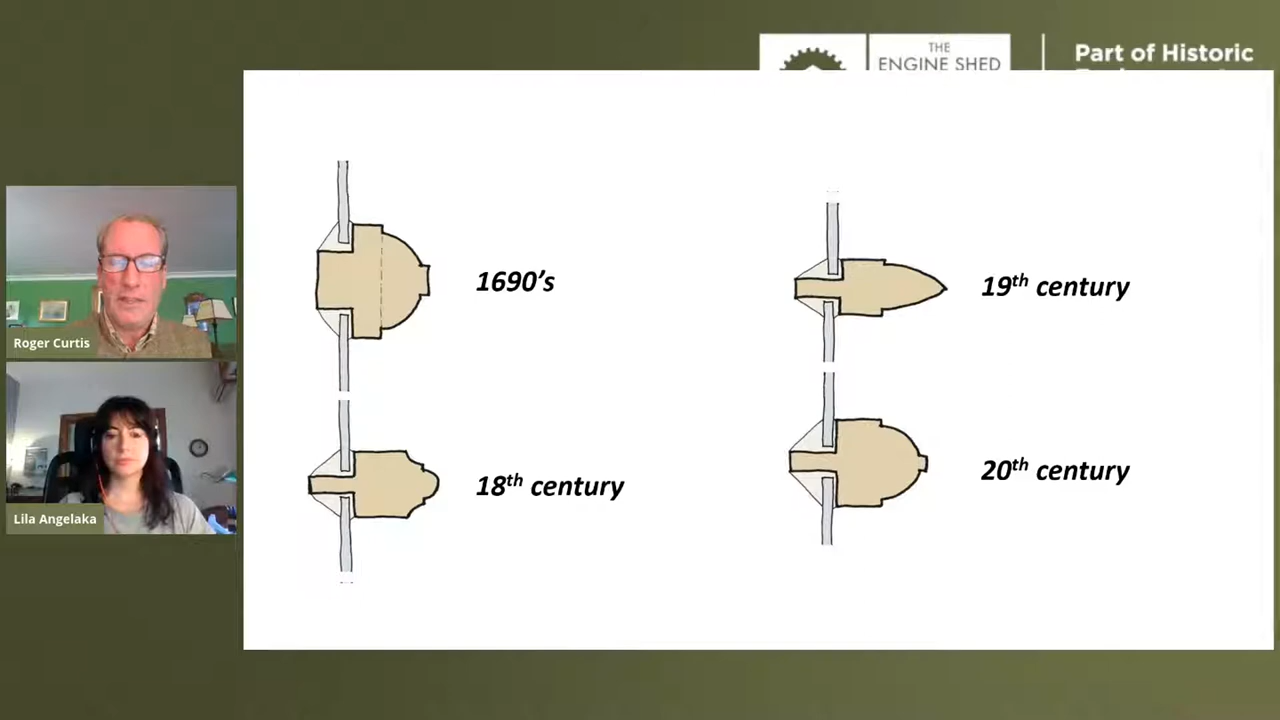 THE
ENGINE SHED
Part of Historic
1690's
19th century
18th century
20th century
Roger Curtis
Lila Angelaka